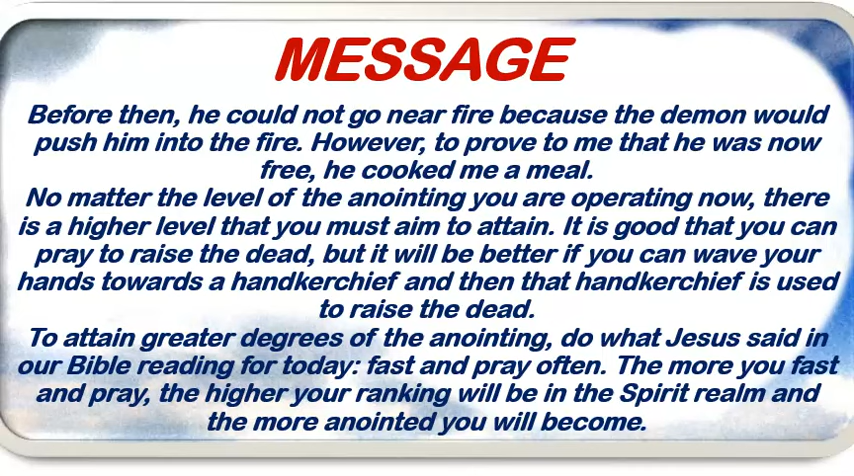 MESSAGE
Before then, he could not go near fire because the demon would
push him into the fire. However, to prove to me that he was now
free, he cooked me a meal.
No matter the level of the anointing you are operating now, there
is a higher level that you must aim to attain. It is good that you can
pray to raise the dead, but it will be better if you can wave your
hands towards a handkerchief and then that handkerchief is used
to raise the dead.
To attain greater degrees of the anointing, do what Jesus said in
our Bible reading for today: fast and pray often. The more you fast
and pray, the higher your ranking will be in the Spirit realm and
the more anointed you will become.